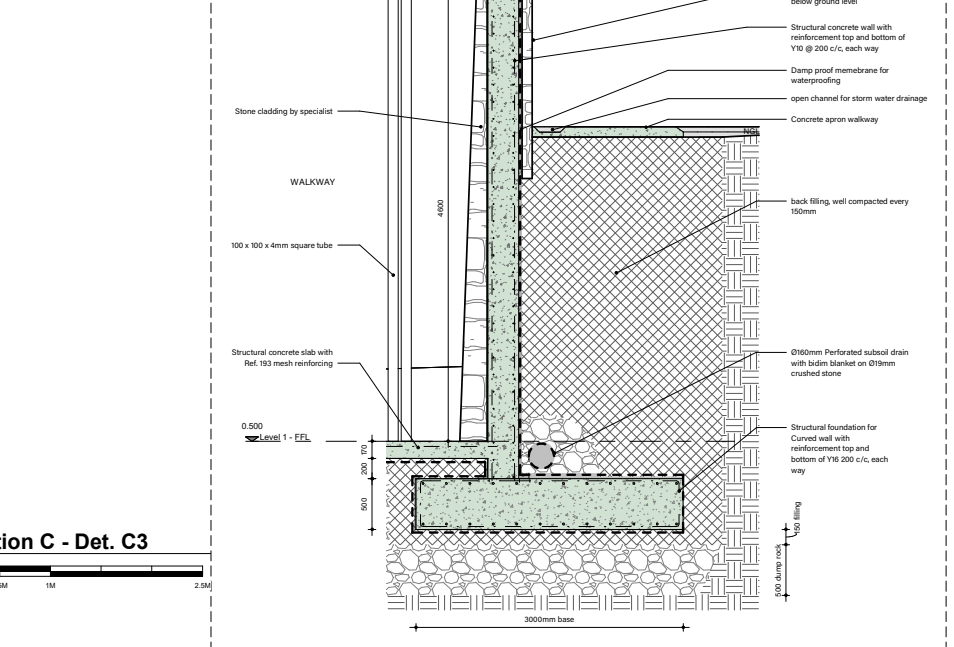 below ground level
Structural concrete wall with
reinforcement top and bottom of
Y10 @ 200 c/c, each way
Damp proof memebrane for
waterproofing
open channel for storm water drainage
Concrete apron walkway
NGL
Stone cladding by specialist
WALKWAY
4600
back filling, well compacted every
150mm
100 x 100 x 4mm square tube
Structural concrete slab with
Ref. 193 mesh reinforcing
Ø160mm Perforated subsoil drain
with bidim blanket on Ø19mm
crushed stone
0.500
Level 1 - FFL
170
200
500
Structural foundation for
Curved wall with
reinforcement top and
bottom of Y16 200 c/c, each
way
150 filling
500 dump rock
tion C - Det. C3
5M
1M
2.5M
3000mm base